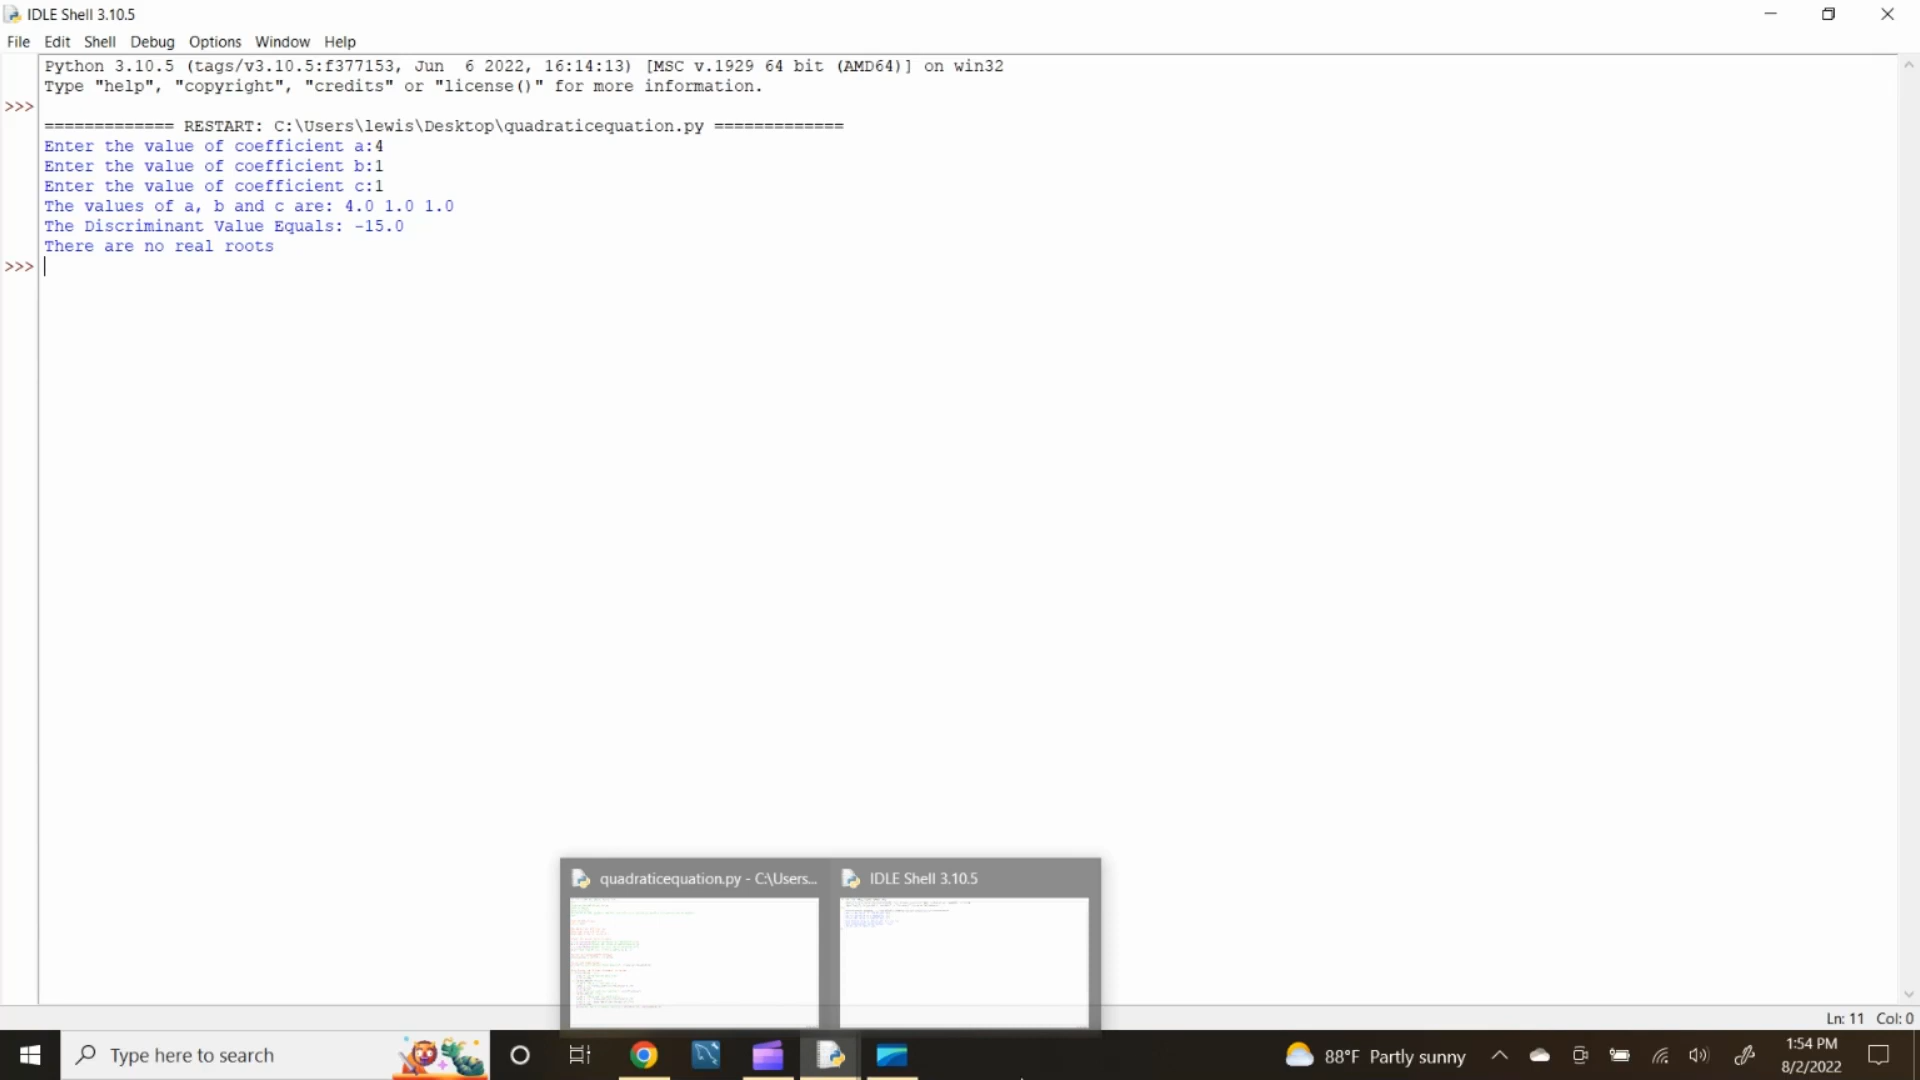 IDLE Shell 3.10.5
File Edit Shell Debug Options Window Help
Python 3.10.5 (tags/v3.10.5:f377153, Jun  6 2022, 16:14:13) [MSC v.1929 64 bit (AMD64)] on win32
Type "help", "copyright", "credits" or "license()" for more information.
>>>
============= RESTART: C:\Users\lewis\Desktop\quadraticequation.py =============
Enter the value of coefficient a:4
Enter the value of coefficient b:1
Enter the value of coefficient c:1
The values of a, b and c are: 4.0 1.0 1.0
The Discriminant Value Equals: -15.0
There are no real roots
>>>
quadraticequation.py - C:\Users...
IDLE Shell 3.10.5
Ln: 11 Col: 0
Type here to search
88°F Partly sunny
1:54 PM
8/2/2022